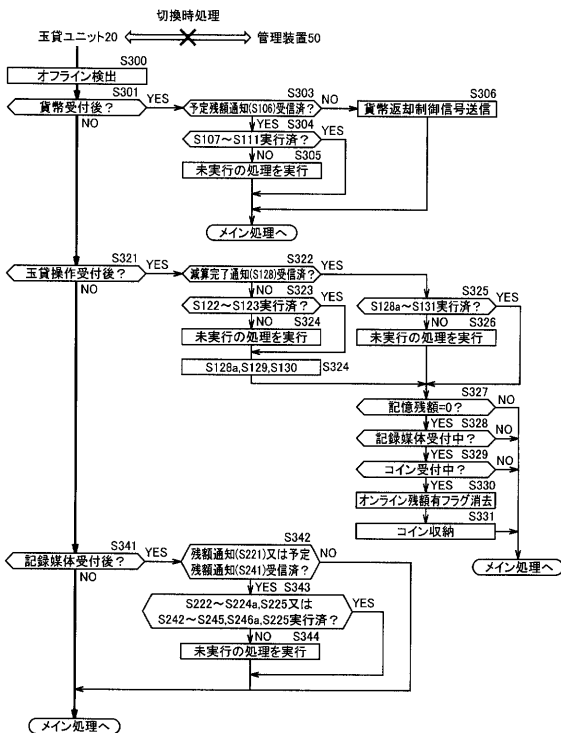 切換時処理
玉貸ユニット20
管理装置50
S300
オフライン検出
S301
貨幣受付後?
YES
NO
S303
予定残額通知(S106)受信済?
NO
YES
S306
貨幣返却制御信号送信
S304
S107～S111実行済?
YES
NO
S305
未実行の処理を実行
メイン処理へ
S321
玉貸操作受付後?
YES
NO
S322
減算完了通知(S128)受信済?
YES
NO
S323
S122～S123実行済?
YES
NO
S324
未実行の処理を実行
S128a,S129,S130
S324
S325
S128a～S131実行済?
YES
NO
S326
未実行の処理を実行
S327
記憶残額=0?
NO
YES
S328
記録媒体受付中?
NO
YES
S329
コイン受付中?
NO
YES
S330
オンライン残額有フラグ消去
S331
コイン収納
メイン処理へ
S341
記録媒体受付後?
YES
NO
S342
残額通知(S221)又は予定
残額通知(S241)受信済?
NO
YES
S343
S222～S224a,S225又は
S242～S245,S246a,S225実行済?
YES
NO
S344
未実行の処理を実行
メイン処理へ